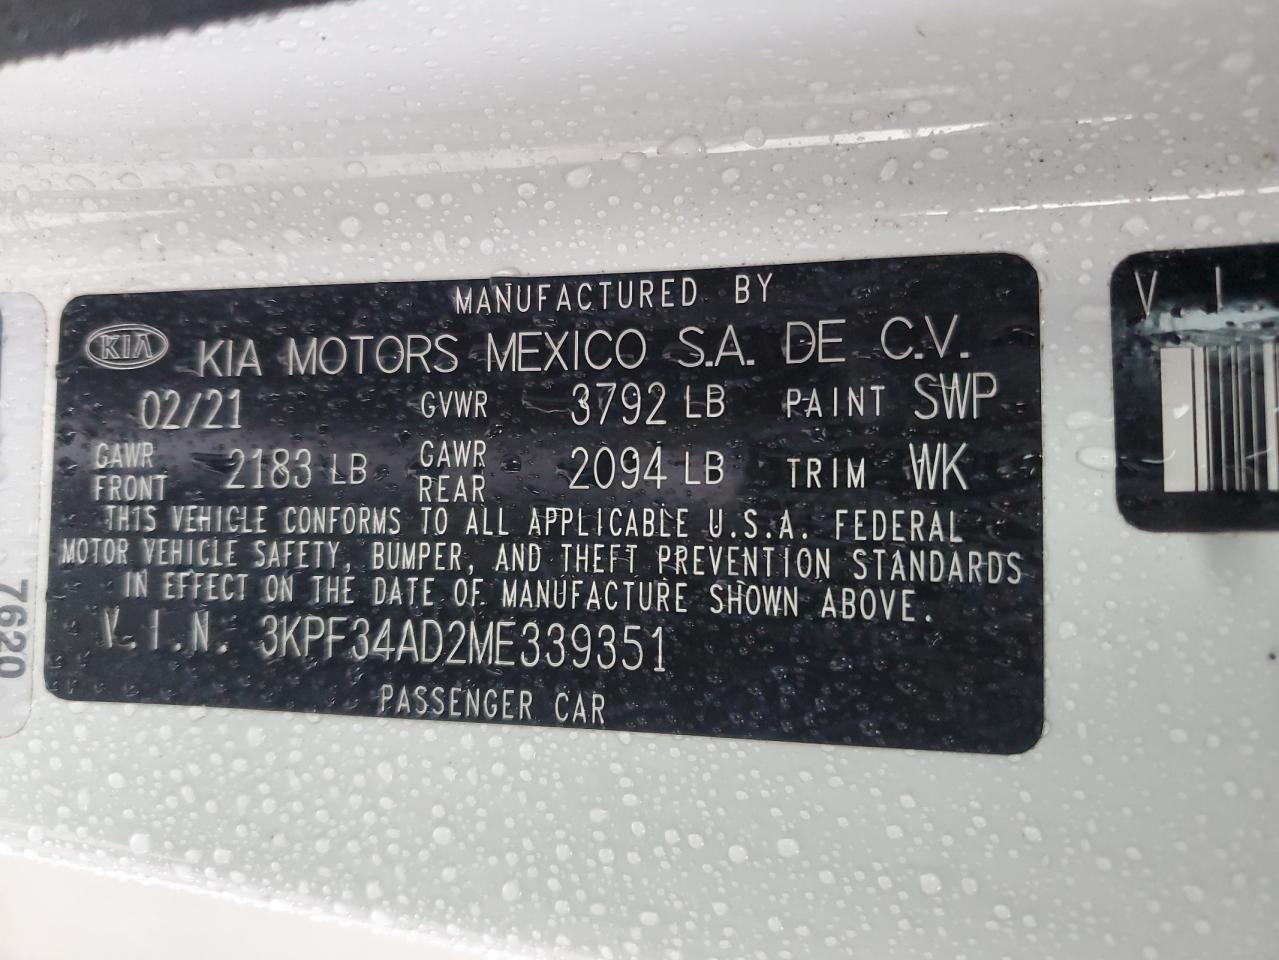 MANUFACTURED BY
KIA KIA MOTORS MEXICO S.A. DE C.V.
02/21 GVWR 3792 LB PAINT SWP
GAWR FRONT 2183 LB GAWR REAR 2094 LB TRIM WK
THIS VEHICLE CONFORMS TO ALL APPLICABLE U.S.A. FEDERAL
MOTOR VEHICLE SAFETY, BUMPER, AND THEFT PREVENTION STANDARDS
IN EFFECT ON THE DATE OF MANUFACTURE SHOWN ABOVE.
V.I.N. 3KPF34AD2ME339351
PASSENGER CAR
7620
V I